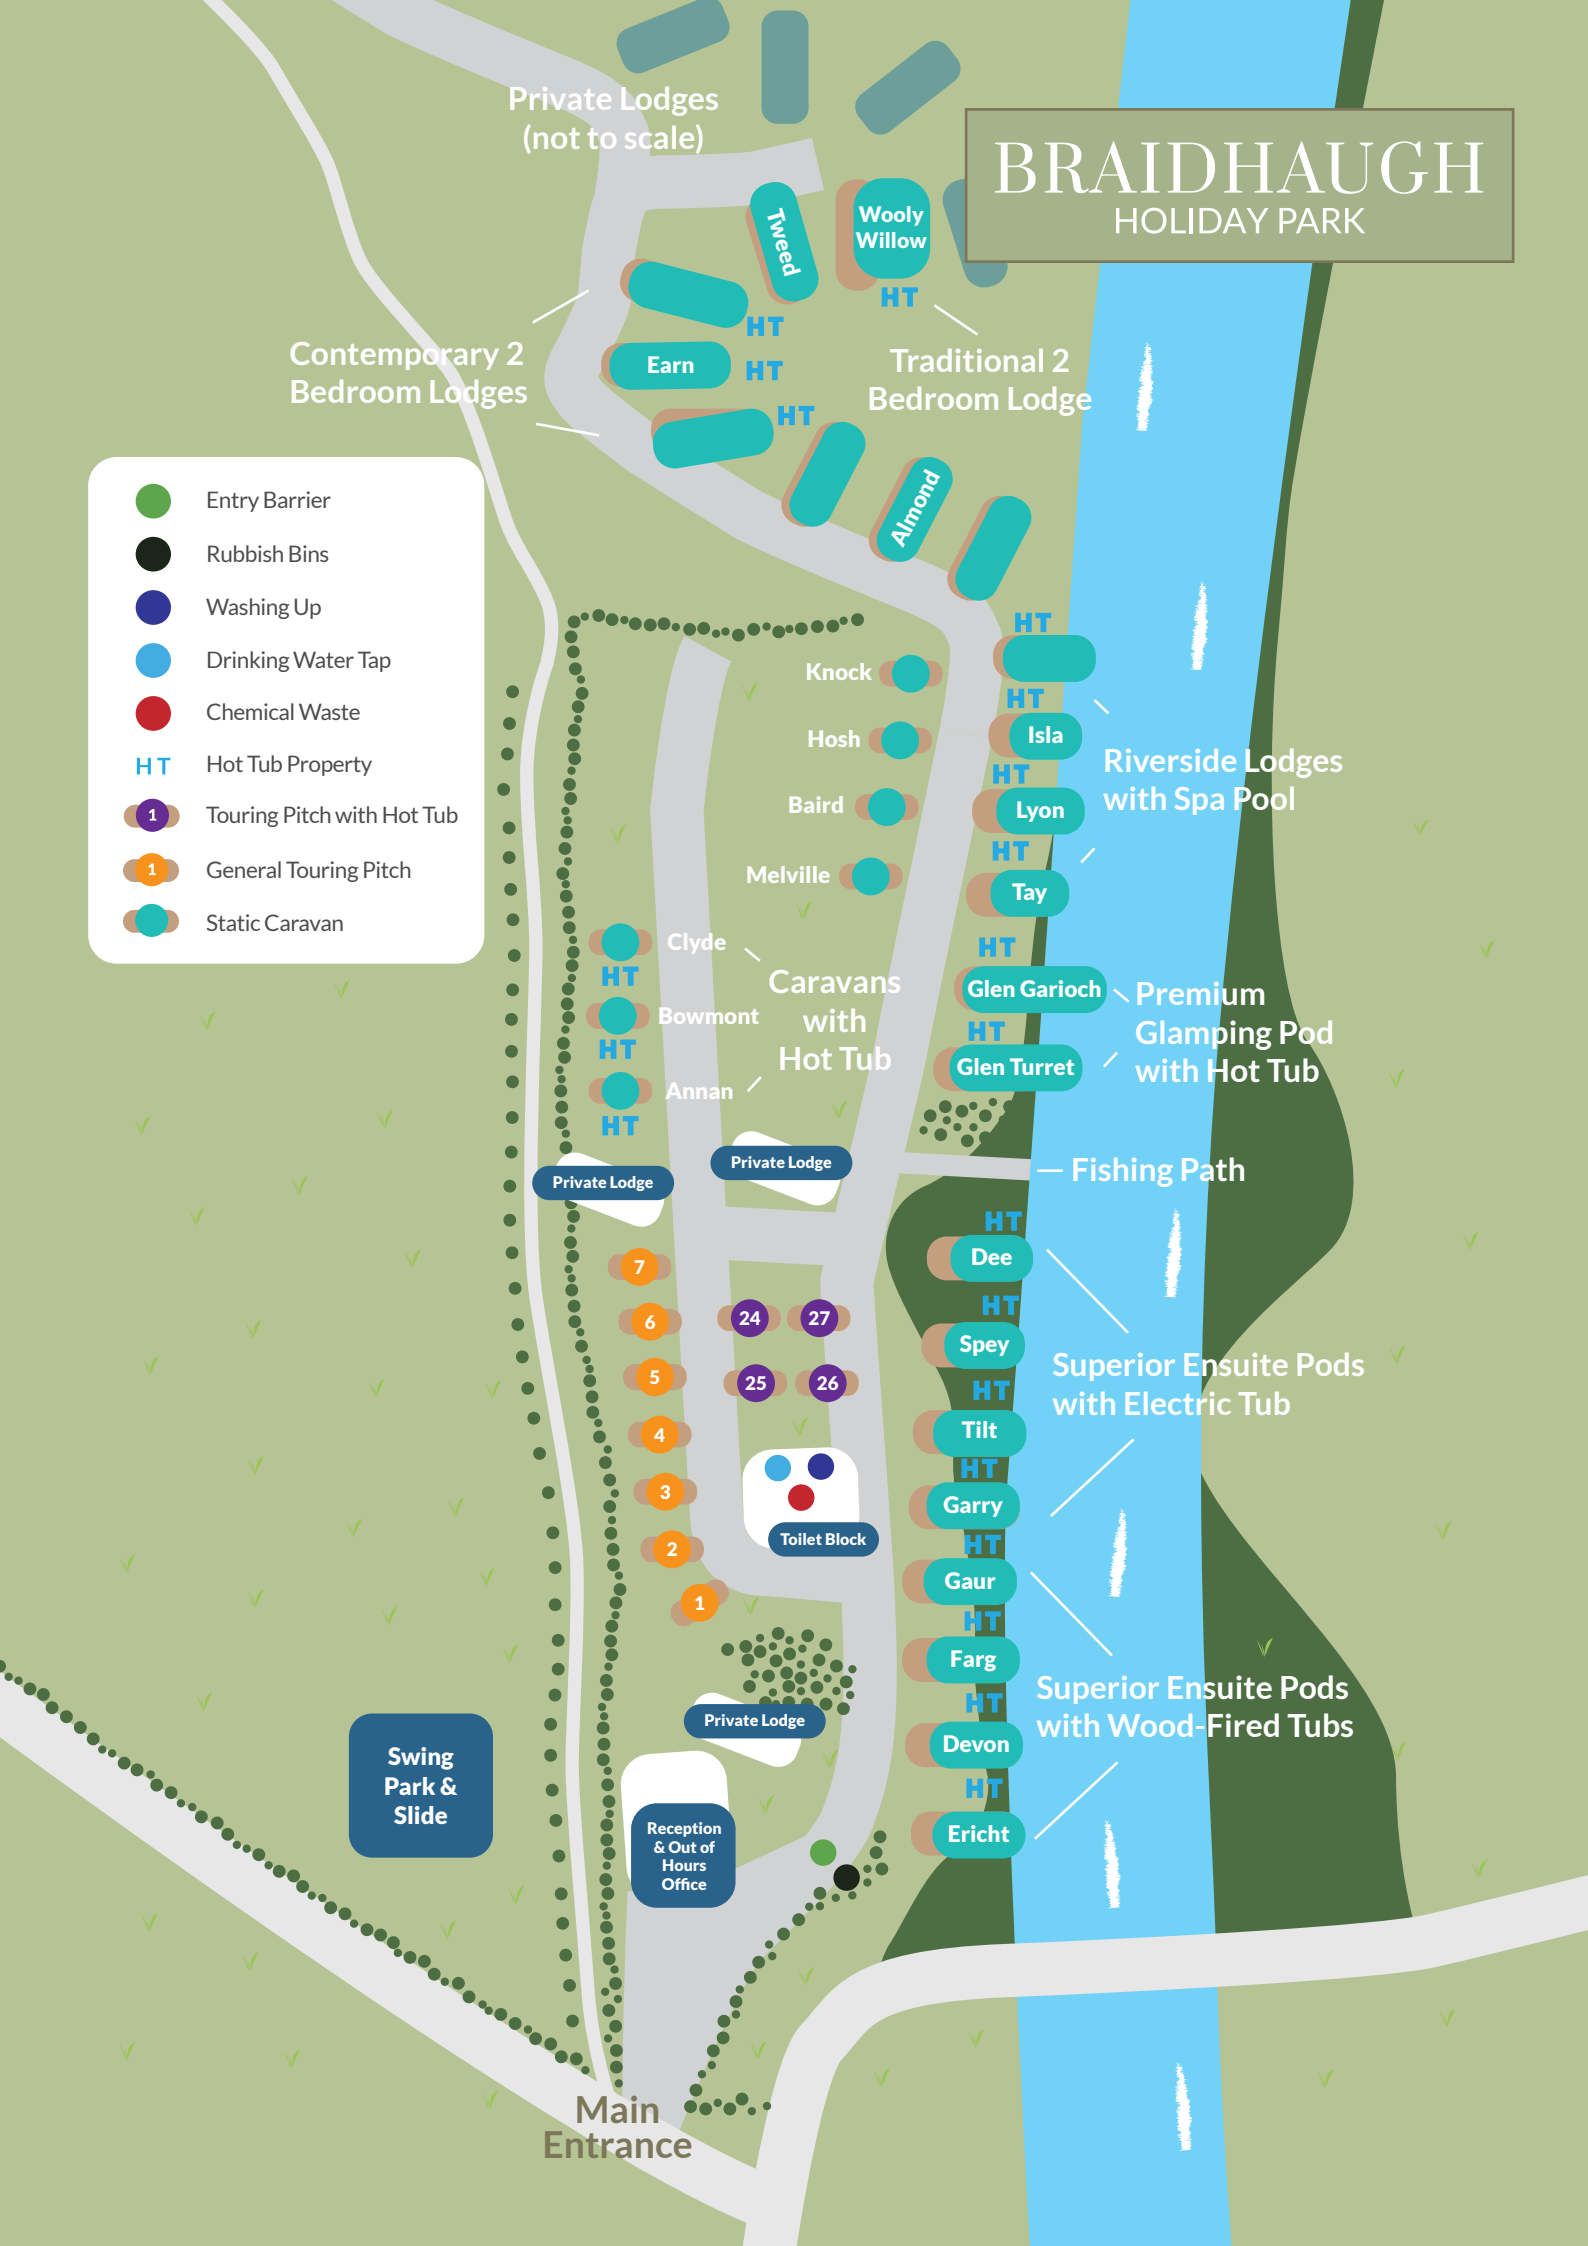 Private Lodges
(not to scale)
BRAIDHAUGH
HOLIDAY PARK
Tweed
Wooly
Willow
HT
HT
Contemporary 2
Bedroom Lodges
Earn
HT
Traditional 2
Bedroom Lodge
HT
Almond
Entry Barrier
Rubbish Bins
Washing Up
Drinking Water Tap
Chemical Waste
HT
Hot Tub Property
1
Touring Pitch with Hot Tub
1
General Touring Pitch
Static Caravan
HT
Knock
HT
Hosh
Isla
HT
Riverside Lodges
with Spa Pool
Baird
Lyon
HT
Melville
Tay
Clyde
HT
HT
Bowmont
HT
Annan
HT
Caravans
with
Hot Tub
Glen Garioch
HT
Glen Turret
Premium
Glamping Pod
with Hot Tub
Private Lodge
Private Lodge
Fishing Path
HT
Dee
7
24
27
HT
6
Spey
5
25
26
HT
Superior Ensuite Pods
with Electric Tub
4
Tilt
HT
3
Garry
2
Toilet Block
HT
Gaur
1
HT
Farg
Superior Ensuite Pods
with Wood-Fired Tubs
HT
Private Lodge
Devon
Swing
Park &
Slide
HT
Reception
& Out of
Hours
Office
Ericht
Main
Entrance